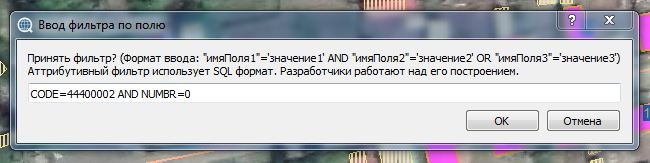 Ввод фильтра по полю
Принять фильтр? (Формат ввода: "имяПоля1"='значение1' AND "имяПоля2"='значение2' OR "имяПоля3"='значение3')
Аттрибутивный фильтр использует SQL формат. Разработчики работают над его построением.
CODE=44400002 AND NUMBR=0
OK
Отмена